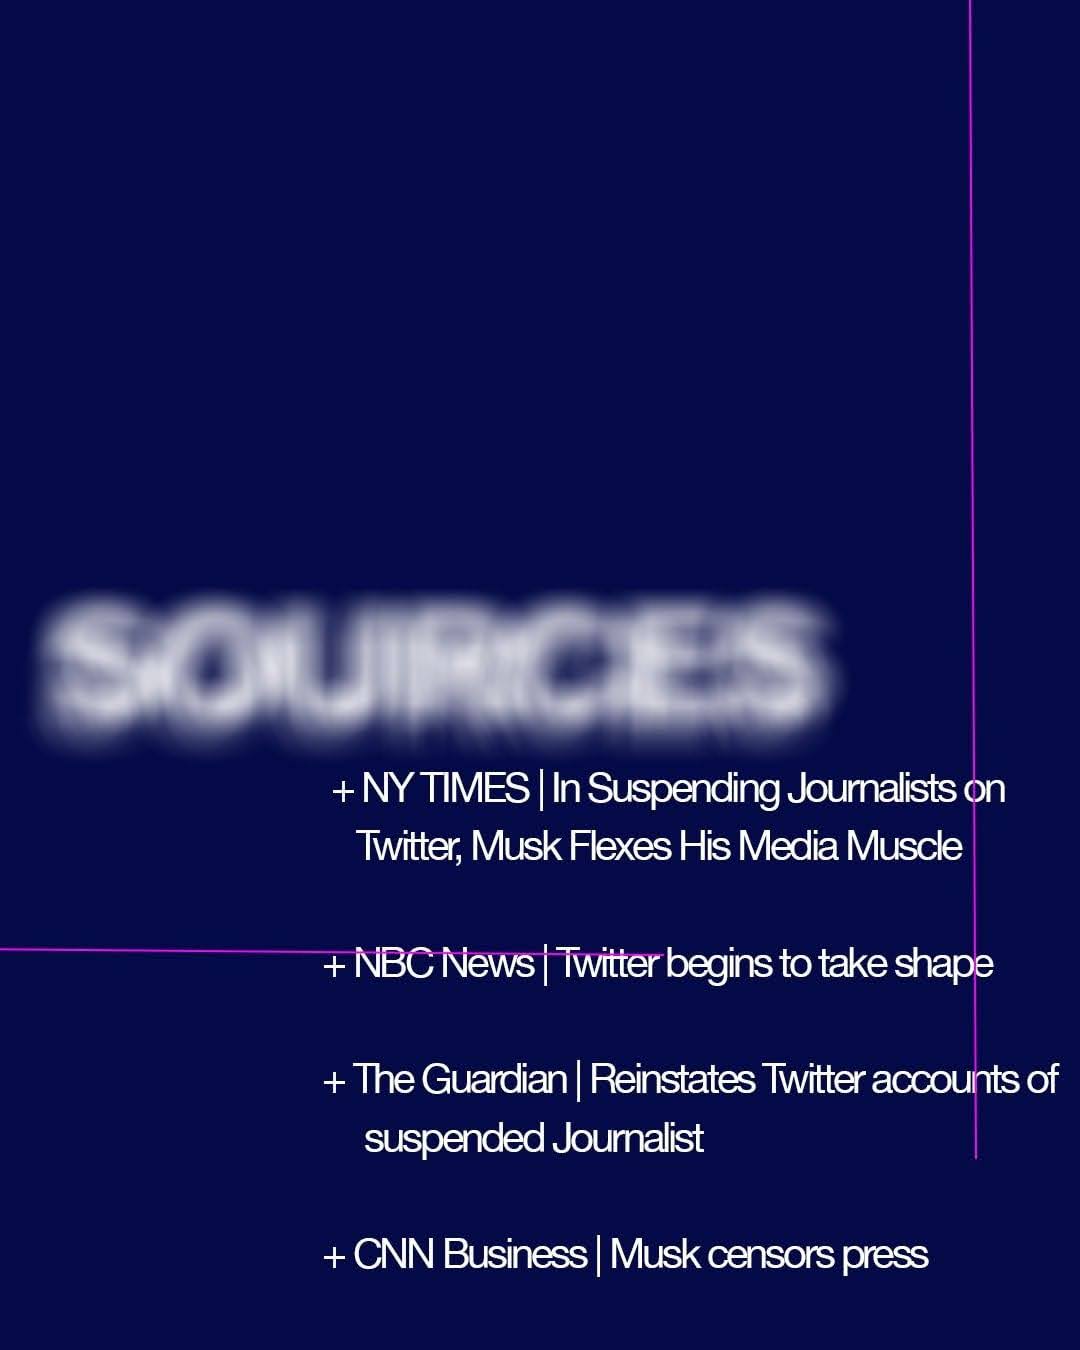 SOURCES
+ NY TIMES | In Suspending Journalists on
Twitter, Musk Flexes His Media Muscle
+ NBC News | Twitter begins to take shape
+ The Guardian | Reinstates Twitter accounts of
suspended Journalist
+ CNN Business | Musk censors press